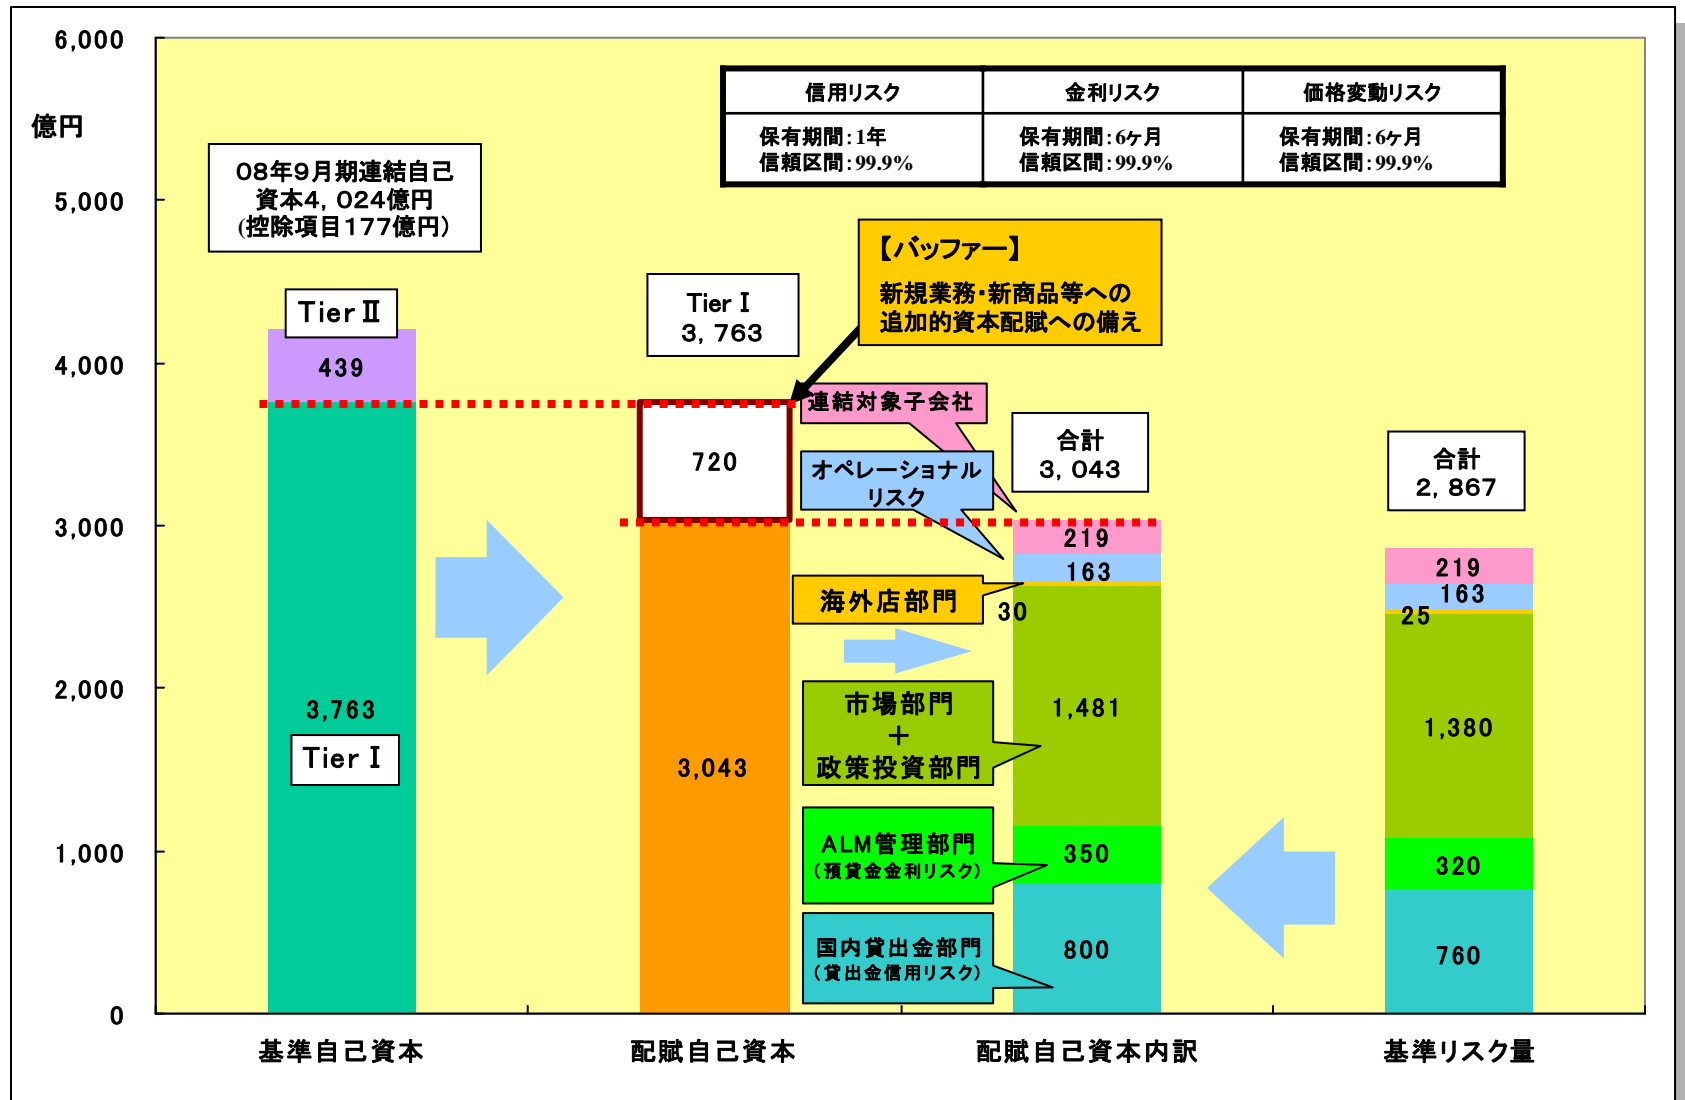 6,000
億円
5,000
4,000
3,000
2,000
1,000
0
信用リスク
金利リスク
価格変動リスク
保有期間：1年
信頼区間：99.9%
保有期間：6ヶ月
信頼区間：99.9%
保有期間：6ヶ月
信頼区間：99.9%
08年9月期連結自己
資本4，024億円
(控除項目177億円）
TierⅡ
439
3,763
TierⅠ
TierⅠ
3，763
720
3,043
【バッファー】
新規業務・新商品等への
追加的資本配賦への備え
連結対象子会社
オペレーショナル
リスク
海外店部門
市場部門
＋
政策投資部門
ALM管理部門
（預貸金金利リスク）
国内貸出金部門
（貸出金信用リスク）
合計
3，043
219
163
30
1,481
350
800
合計
2，867
219
163
25
1,380
320
760
基準自己資本
配賦自己資本
配賦自己資本内訳
基準リスク量